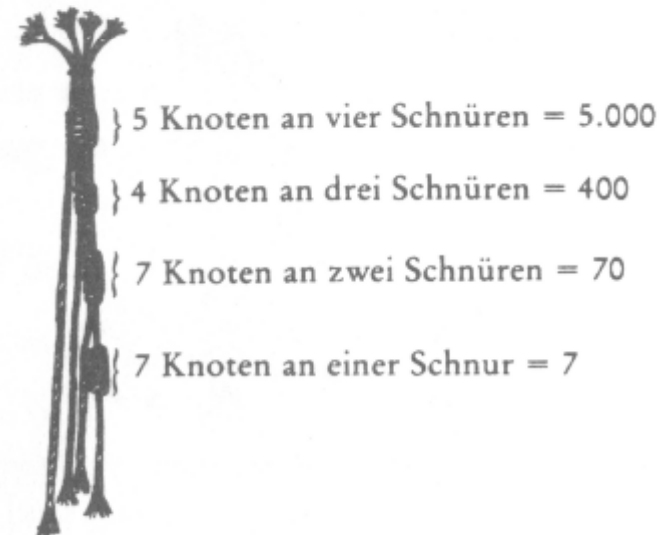 } 5 Knoten an vier Schnüren = 5.000
} 4 Knoten an drei Schnüren = 400
{ 7 Knoten an zwei Schnüren = 70
{ 7 Knoten an einer Schnur = 7